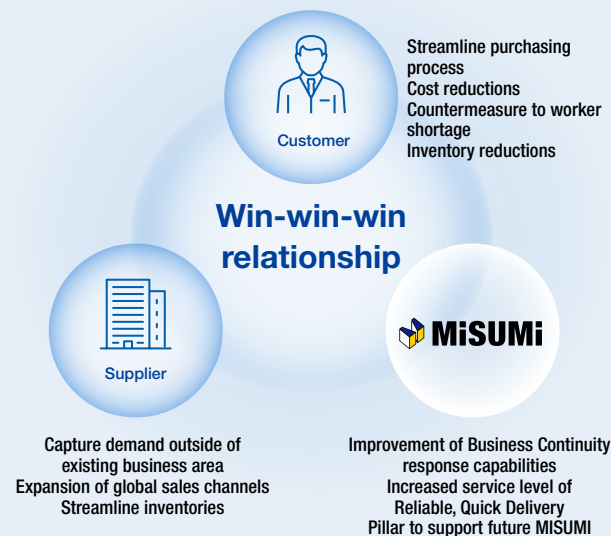 Streamline purchasing
process
Cost reductions
Countermeasure to worker
shortage
Inventory reductions
Customer
Win-win-win
relationship
Supplier
MiSUMi
Capture demand outside of
existing business area
Expansion of global sales channels
Streamline inventories
Improvement of Business Continuity
response capabilities
Increased service level of
Reliable, Quick Delivery
Pillar to support future MISUMI